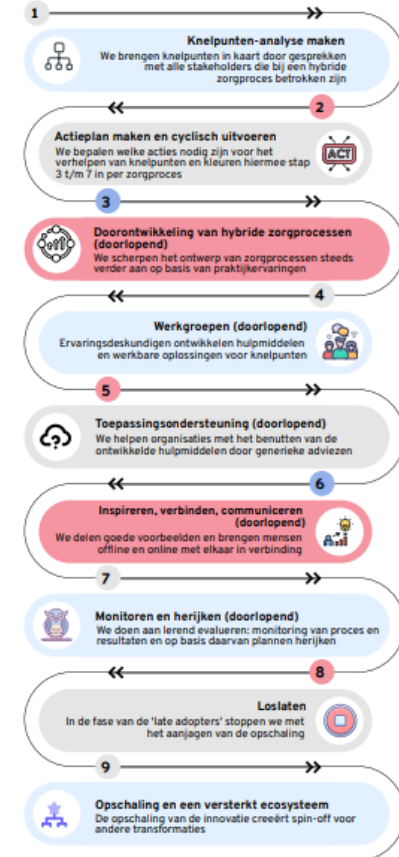 1
Knelpunten-analyse maken
We brengen knelpunten in kaart door gesprekken
met alle stakeholders die bij een hybride
zorgproces betrokken zijn
2
Actieplan maken en cyclisch uitvoeren
We bepalen welke acties nodig zijn voor het
verhelpen van knelpunten en kleuren hiermee stap
3 t/m 7 in per zorgproces
ACT
3
Doorontwikkeling van hybride zorgprocessen
(doorlopend)
We scherpen het ontwerp van zorgprocessen steeds
verder aan op basis van praktijkervaringen
4
Werkgroepen (doorlopend)
Ervaringsdeskundigen ontwikkelen hulpmiddelen
en werkbare oplossingen voor knelpunten
5
Toepassingsondersteuning (doorlopend)
We helpen organisaties met het benutten van de
ontwikkelde hulpmiddelen door generieke adviezen
6
Inspireren, verbinden, communiceren
(doorlopend)
We delen goede voorbeelden en brengen mensen
offline en online met elkaar in verbinding
7
Monitoren en herijken (doorlopend)
We doen aan lerend evalueren: monitoring van proces en
resultaten en op basis daarvan plannen herijken
8
Loslaten
In de fase van de 'late adopters' stoppen we met
het aanjagen van de opschaling
9
Opschaling en een versterkt ecosysteem
De opschaling van de innovatie creëert spin-off voor
andere transformaties